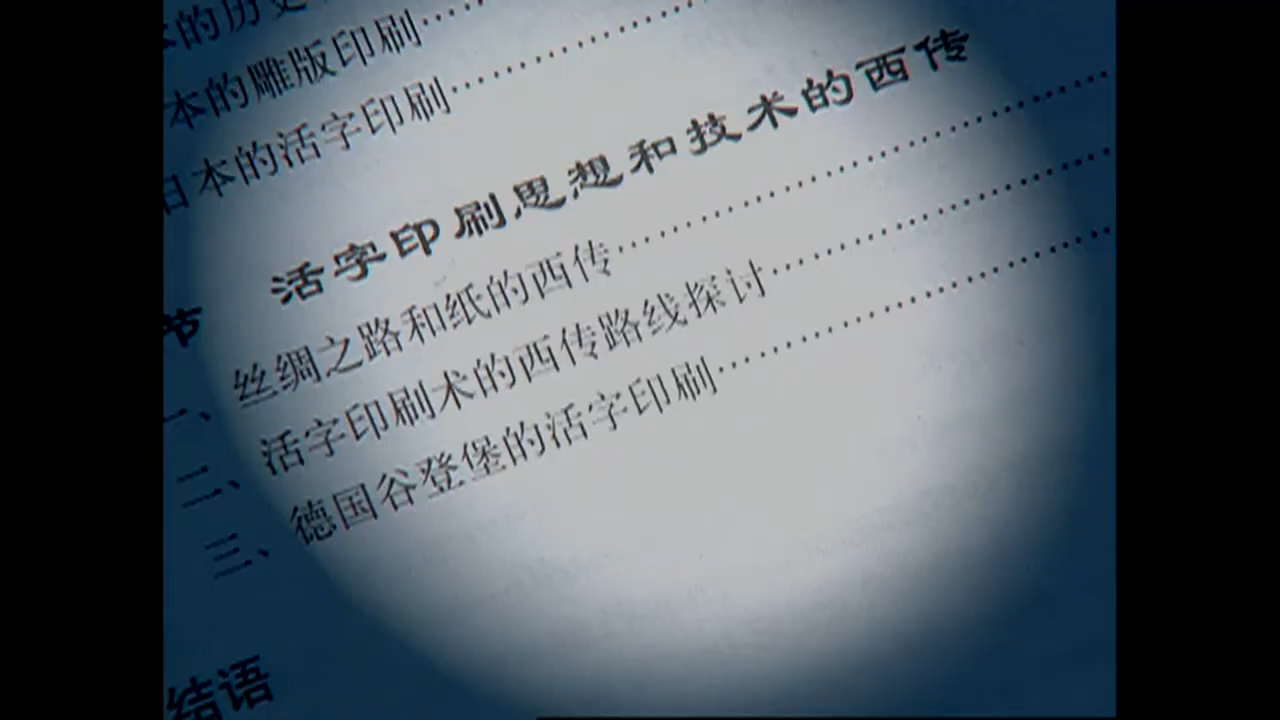 本的历史
本的雕版印刷……
日本的活字印刷……
节 活字印刷思想和技术的西传
一、丝绸之路和纸的西传……
二、活字印刷术的西传路线探讨……
三、德国谷登堡的活字印刷……
结语